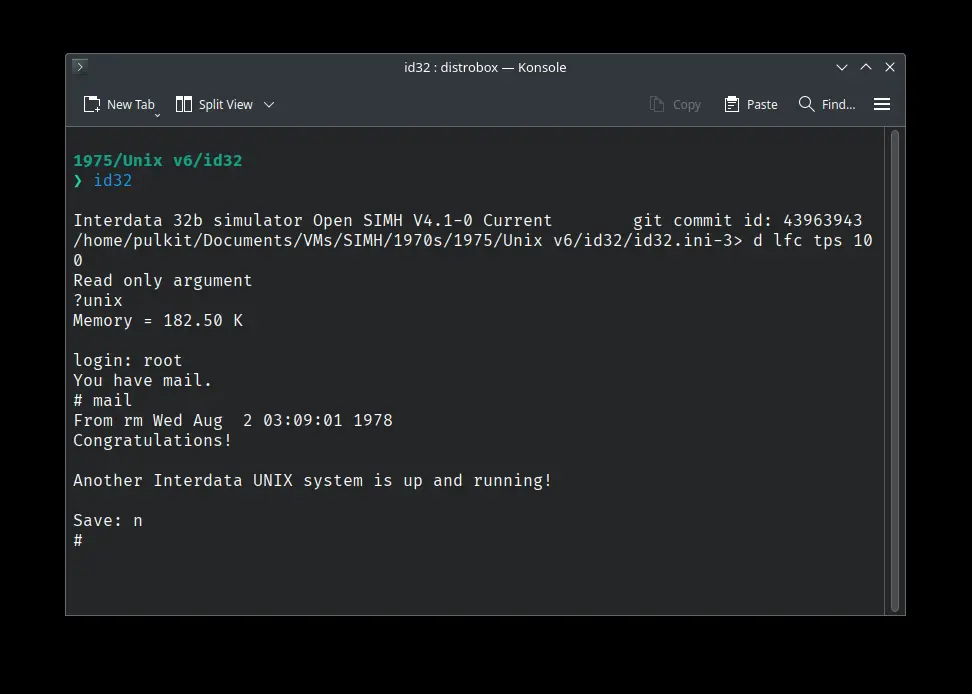 id32 : distrobox — Konsole
New Tab Split View Copy Paste Find...
1975/Unix v6/id32
❯ id32
Interdata 32b simulator Open SIMH V4.1-0 Current        git commit id: 43963943
/home/pulkit/Documents/VMs/SIMH/1970s/1975/Unix v6/id32/id32.ini-3> d lfc tps 10
0
Read only argument
?unix
Memory = 182.50 K
login: root
You have mail.
# mail
From rm Wed Aug  2 03:09:01 1978
Congratulations!
Another Interdata UNIX system is up and running!
Save: n
#